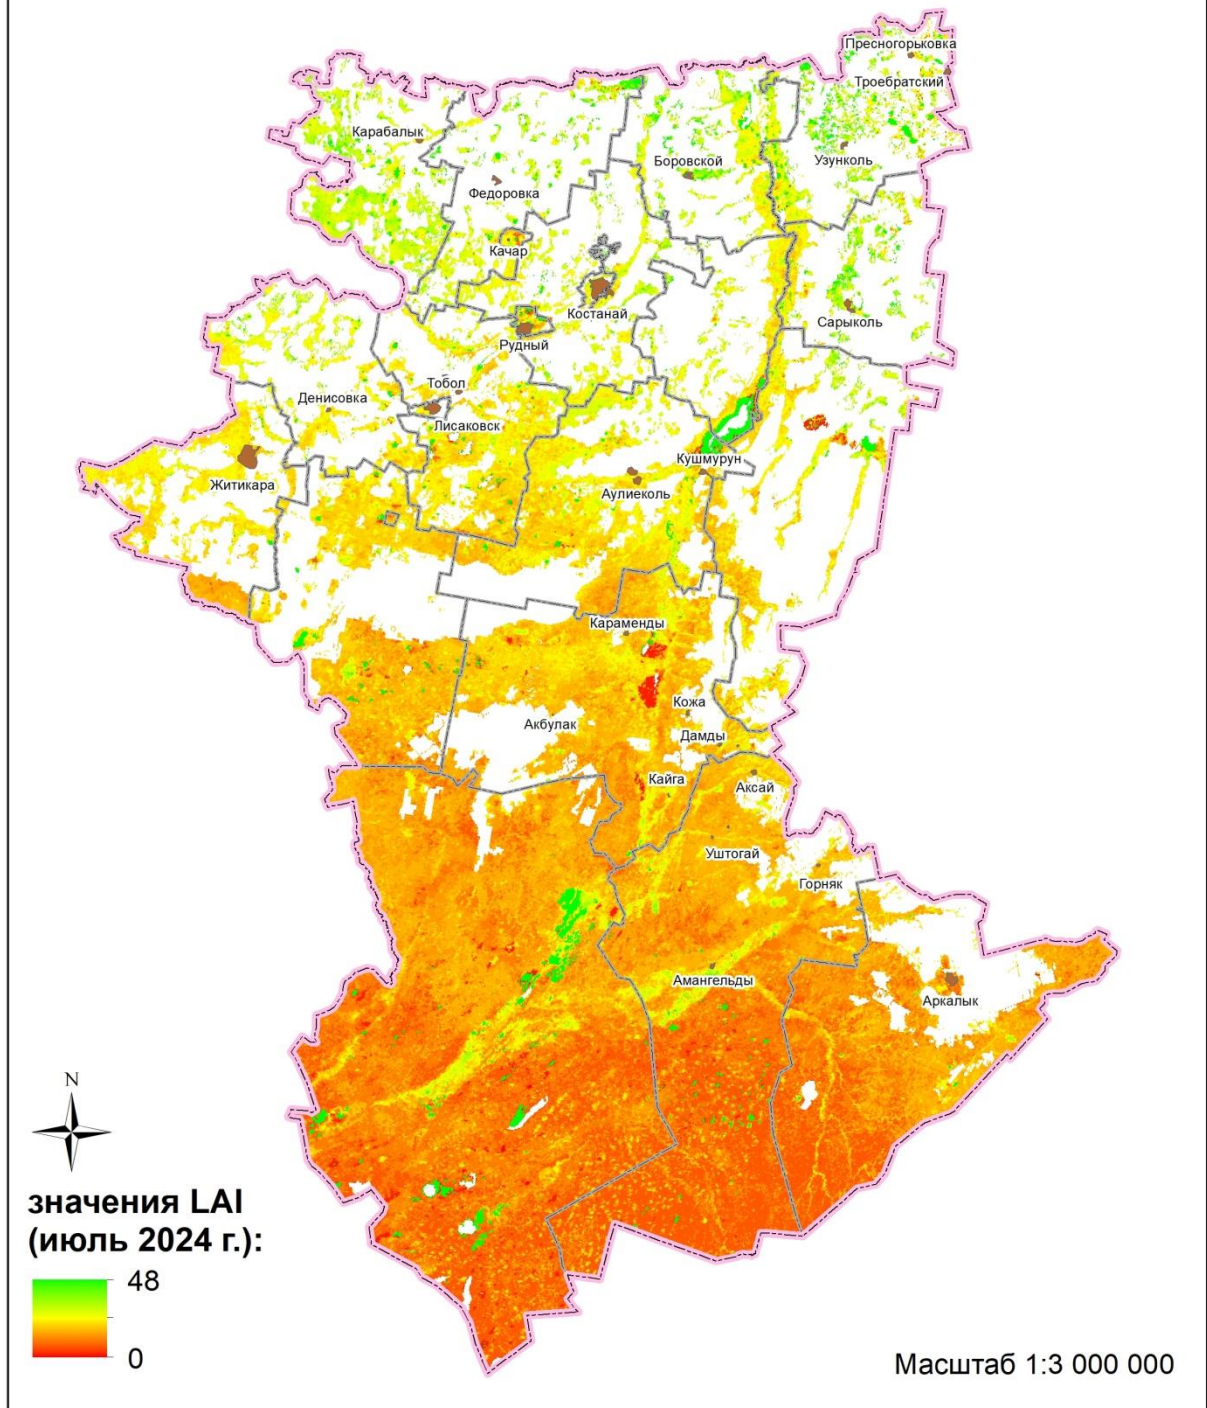 Пресногорьковка
Троебратский
Карабалык
Боровской
Узунколь
Федоровка
Качар
Костанай
Сарыколь
Рудный
Тобол
Денисовка
Лисаковск
Кушмурун
Житикара
Аулиеколь
Караменды
Кожа
Акбулак
Дамды
Кайга
Аксай
Уштогай
Горняк
Амангельды
Аркалык
N
значения LAI
(июль 2024 г.):
48
0
Масштаб 1:3 000 000